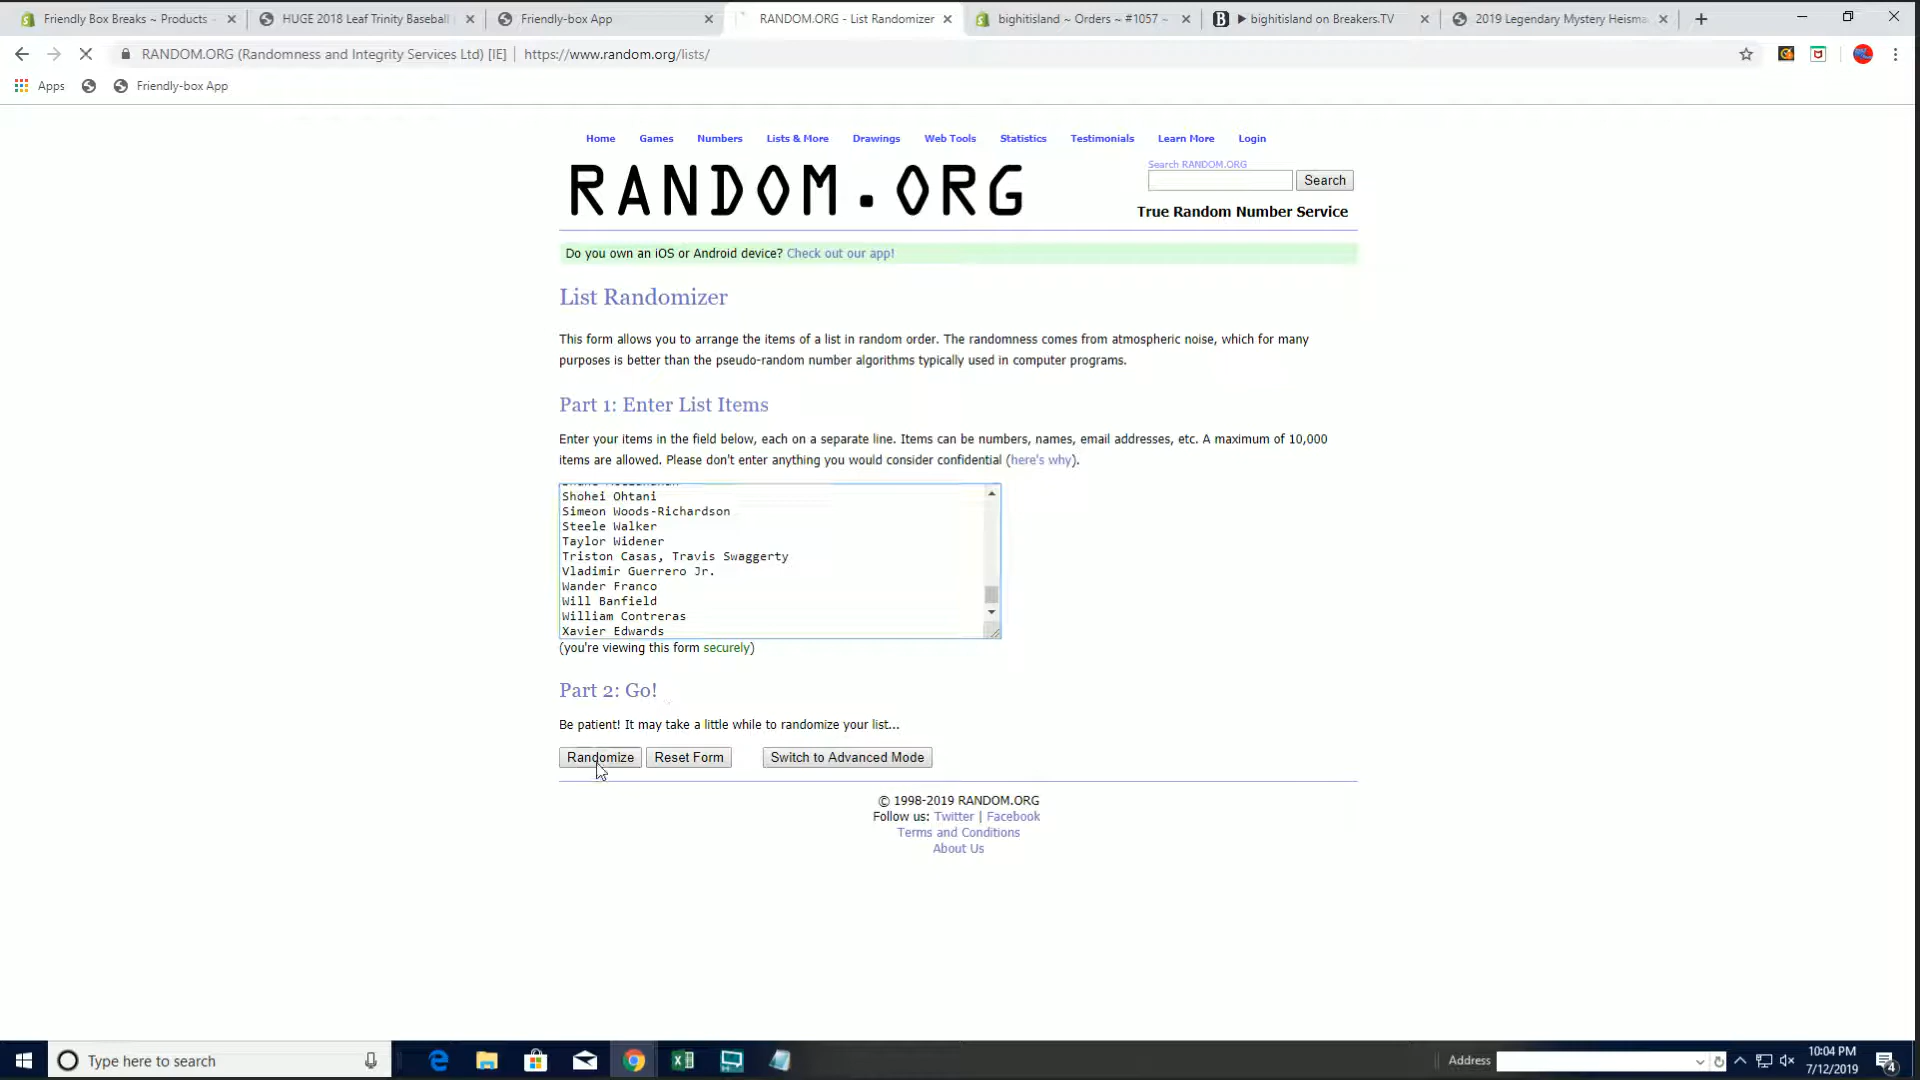 Friendly Box Breaks ~ Products
HUGE 2018 Leaf Trinity Baseball
Friendly-box App
RANDOM.ORG - List Randomizer
bighitisland ~ Orders ~ #1057 ~
bighitisland on Breakers.TV
2019 Legendary Mystery Heisma
RANDOM.ORG (Randomness and Integrity Services Ltd) [IE] | https://www.random.org/lists/
Apps
Friendly-box App
Home Games Numbers Lists & More Drawings Web Tools Statistics Testimonials Learn More Login
RANDOM.ORG
Search RANDOM.ORG
Search
True Random Number Service
Do you own an iOS or Android device? Check out our app!
List Randomizer
This form allows you to arrange the items of a list in random order. The randomness comes from atmospheric noise, which for many
purposes is better than the pseudo-random number algorithms typically used in computer programs.
Part 1: Enter List Items
Enter your items in the field below, each on a separate line. Items can be numbers, names, email addresses, etc. A maximum of 10,000
items are allowed. Please don't enter anything you would consider confidential (here's why).
Shohei Ohtani
Simeon Woods-Richardson
Steele Walker
Taylor Widener
Triston Casas, Travis Swaggerty
Vladimir Guerrero Jr.
Wander Franco
Will Banfield
William Contreras
Xavier Edwards
(you're viewing this form securely)
Part 2: Go!
Be patient! It may take a little while to randomize your list...
Randomize Reset Form Switch to Advanced Mode
© 1998-2019 RANDOM.ORG
Follow us: Twitter | Facebook
Terms and Conditions
About Us
Type here to search
Address
10:04 PM
7/12/2019
4